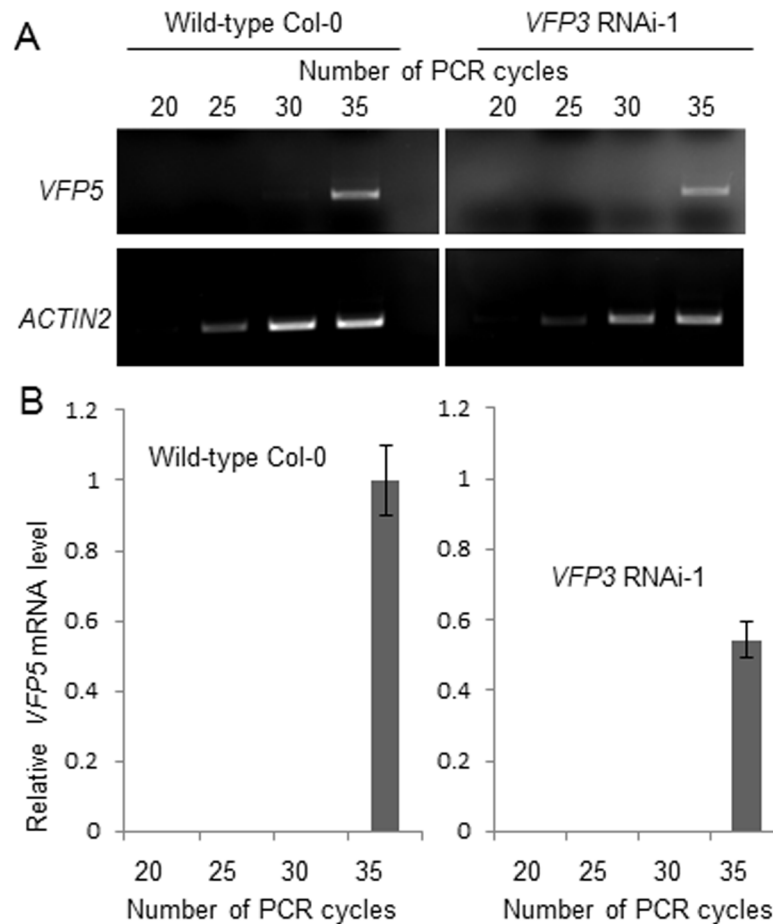 A
Wild-type Col-0
VFP3 RNAi-1
Number of PCR cycles
20 25 30 35 20 25 30 35
VFP5
ACTIN2
B
Relative VFP5 mRNA level
1.2
1
0.8
0.6
0.4
0.2
0
Wild-type Col-0
20 25 30 35
Number of PCR cycles
1.2
1
0.8
0.6
0.4
0.2
0
VFP3 RNAi-1
20 25 30 35
Number of PCR cycles